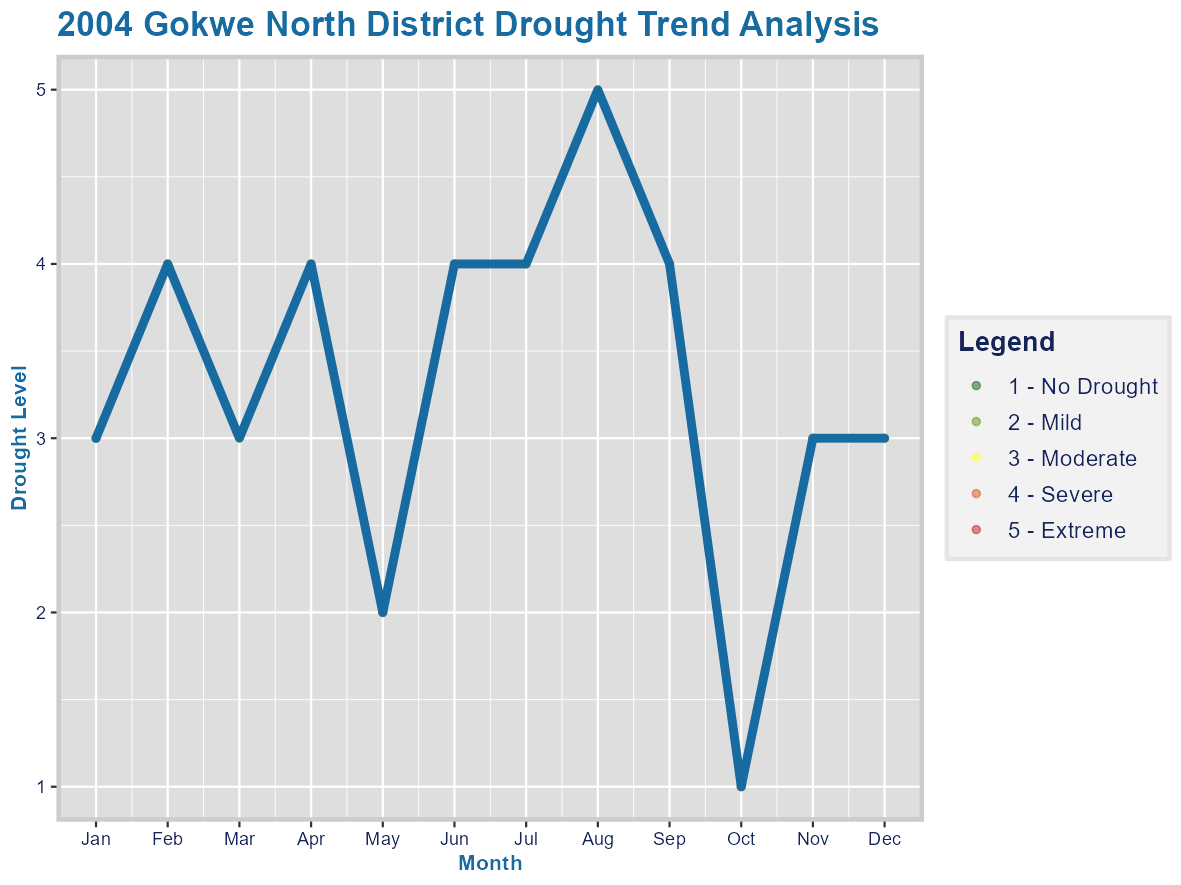 2004 Gokwe North District Drought Trend Analysis
Drought Level
5
4
3
2
1
Jan Feb Mar Apr May Jun Jul Aug Sep Oct Nov Dec
Month
Legend
1 - No Drought
2 - Mild
3 - Moderate
4 - Severe
5 - Extreme